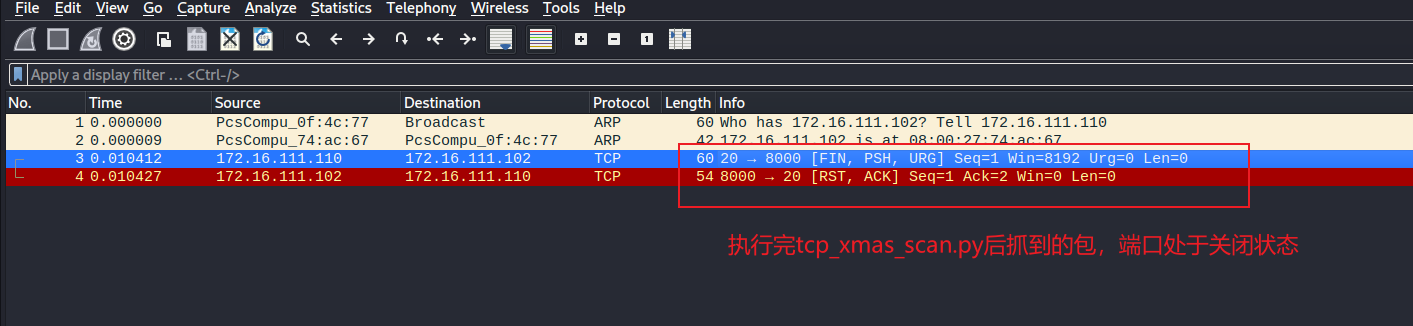 File Edit View Go Capture Analyze Statistics Telephony Wireless Tools Help
Apply a display filter … <Ctrl-/>
No. Time Source Destination Protocol Length Info
1 0.000000 PcsCompu_0f:4c:77 Broadcast ARP 60 Who has 172.16.111.102? Tell 172.16.111.110
2 0.000009 PcsCompu_74:ac:67 PcsCompu_0f:4c:77 ARP 42 172.16.111.102 is at 08:00:27:74:ac:67
3 0.010412 172.16.111.110 172.16.111.102 TCP 60 20 → 8000 [FIN, PSH, URG] Seq=1 Win=8192 Urg=0 Len=0
4 0.010427 172.16.111.102 172.16.111.110 TCP 54 8000 → 20 [RST, ACK] Seq=1 Ack=2 Win=0 Len=0
执行完tcp_xmas_scan.py后抓到的包，端口处于关闭状态